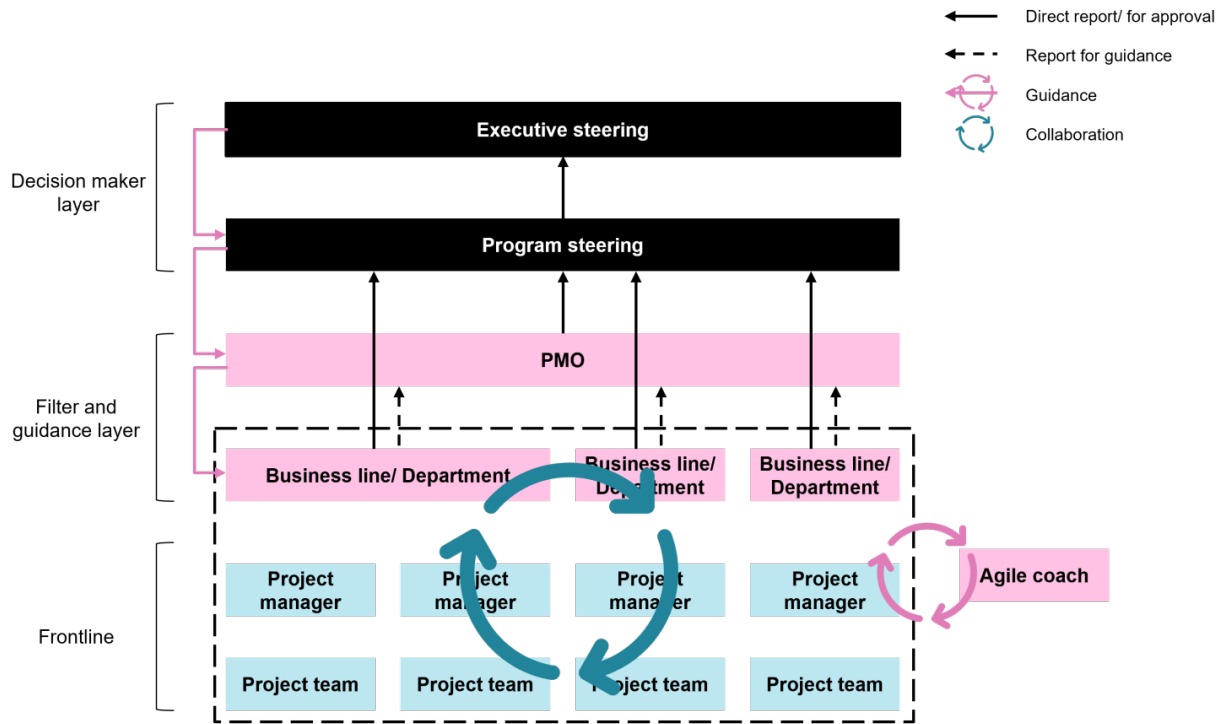 Direct report/ for approval
Report for guidance
Guidance
Collaboration
Executive steering
Decision maker
layer
Program steering
PMO
Filter and
guidance layer
Business line/ Department
Business line/
Department
Business line/
Department
Project
manager
Project
manager
Project
manager
Project
manager
Agile coach
Frontline
Project team
Project team
Project team
Project team